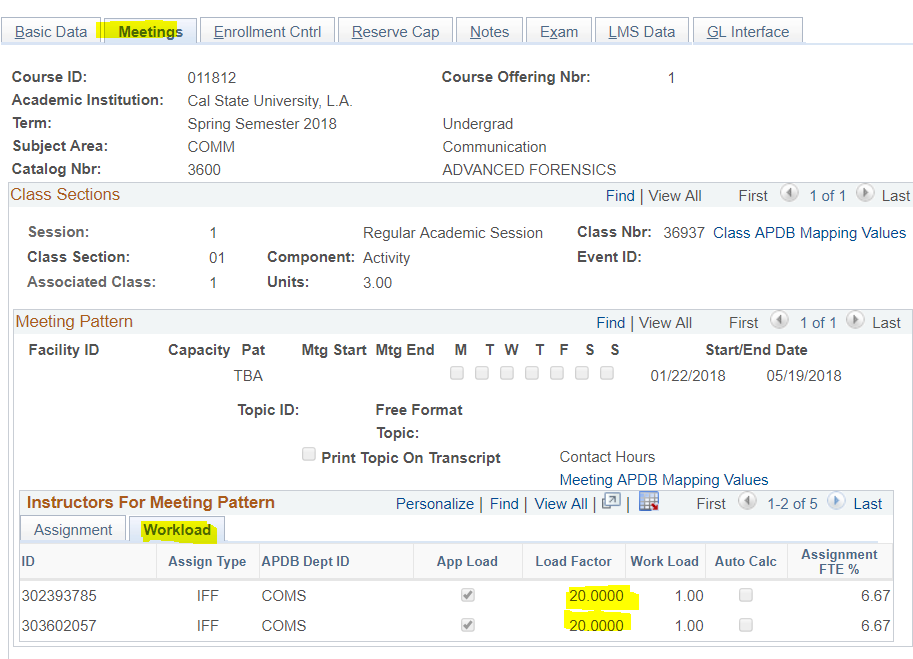 Basic Data Meetings Enrollment Cntrl Reserve Cap Notes Exam LMS Data GL Interface
Course ID: 011812 Course Offering Nbr: 1
Academic Institution: Cal State University, L.A.
Term: Spring Semester 2018 Undergrad
Subject Area: COMM Communication
Catalog Nbr: 3600 ADVANCED FORENSICS
Class Sections Find | View All First 1 of 1 Last
Session: 1 Regular Academic Session Class Nbr: 36937 Class APDB Mapping Values
Class Section: 01 Component: Activity Event ID:
Associated Class: 1 Units: 3.00
Meeting Pattern Find | View All First 1 of 1 Last
Facility ID Capacity Pat Mtg Start Mtg End M T W T F S S Start/End Date
TBA 01/22/2018 05/19/2018
Topic ID: Free Format
Topic:
Print Topic On Transcript Contact Hours
Meeting APDB Mapping Values
Instructors For Meeting Pattern Personalize | Find | View All | | First 1-2 of 5 Last
Assignment Workload
ID Assign Type APDB Dept ID App Load Load Factor Work Load Auto Calc Assignment
FTE %
302393785 IFF COMS 20.0000 1.00 6.67
303602057 IFF COMS 20.0000 1.00 6.67